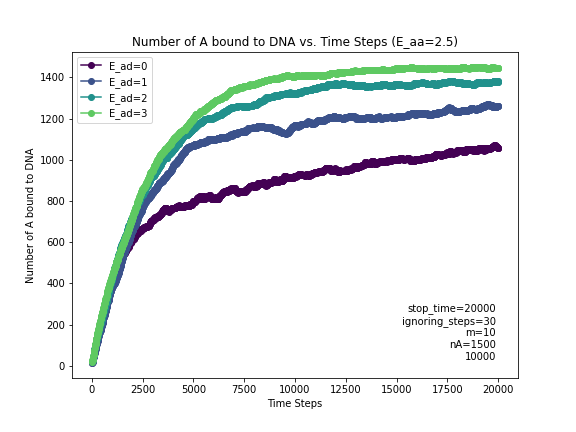 Number of A bound to DNA vs. Time Steps (E_aa=2.5)
E_ad=0
E_ad=1
E_ad=2
E_ad=3
Number of A bound to DNA
1400
1200
1000
800
600
400
200
0
stop_time=20000
ignoring_steps=30
m=10
nA=1500
10000
0 2500 5000 7500 10000 12500 15000 17500 20000
Time Steps